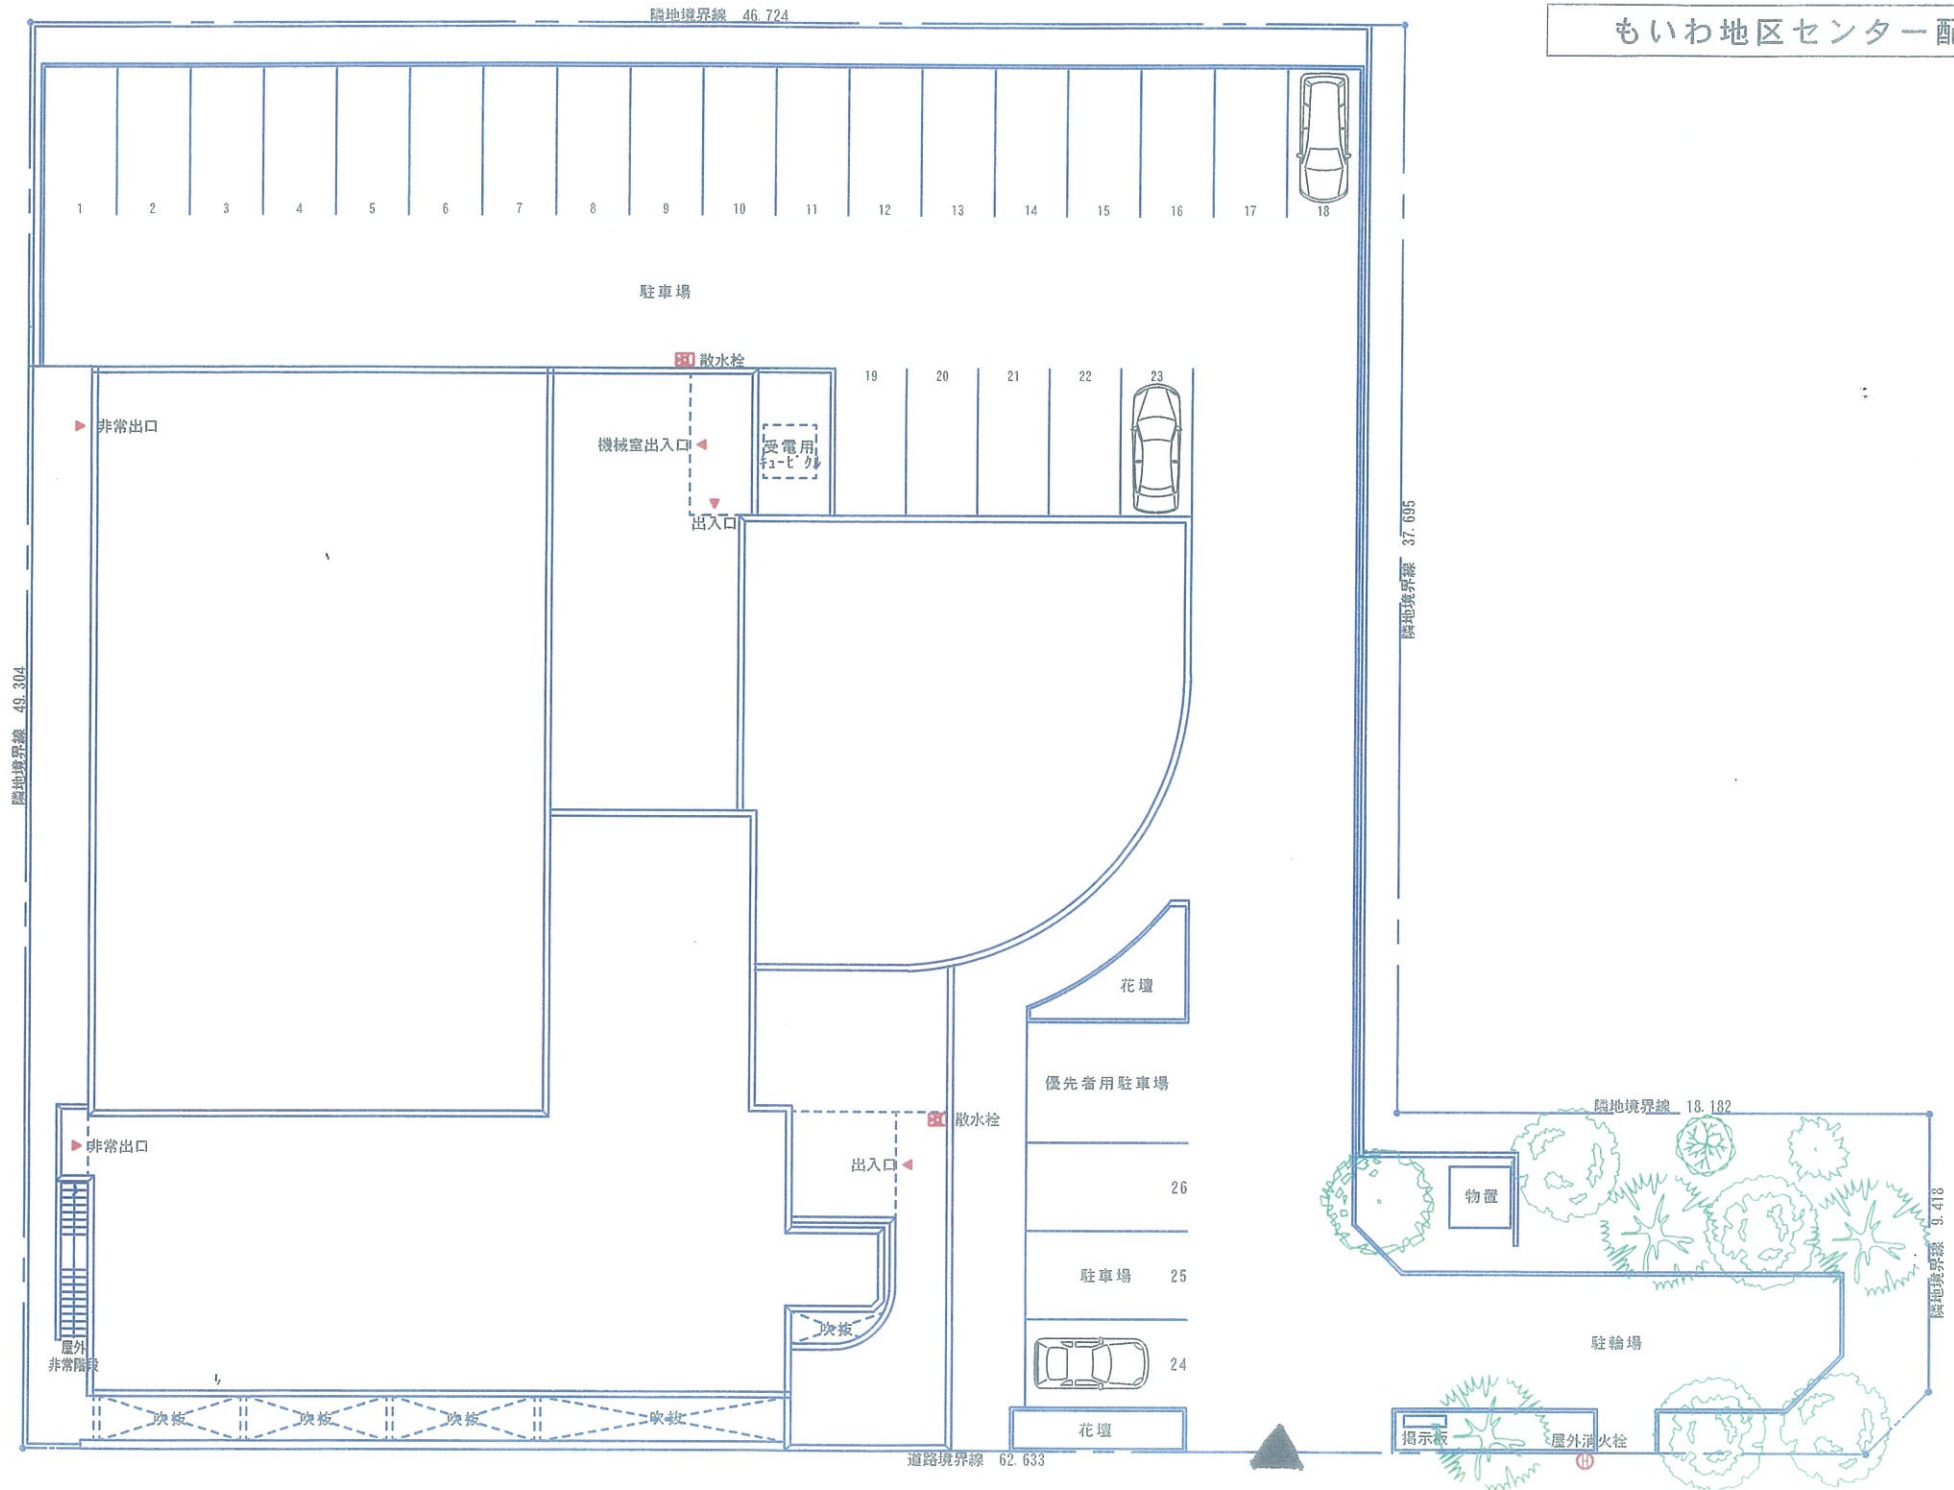 隣地境界線 46.724
もいわ地区センター配
1 2 3 4 5 6 7 8 9 10 11 12 13 14 15 16 17 18
駐車場
散水栓
19 20 21 22 23
非常出口
機械室出入口
受電用
キュービクル
出入口
隣地境界線 37.695
隣地境界線 49.304
花壇
優先者用駐車場
散水栓
隣地境界線 18.182
非常出口
出入口
26
物置
隣地境界線 9.418
駐車場 25
吹抜
駐輪場
屋外
非常階段
24
吹抜 吹抜 吹抜 吹抜
花壇
掲示板
屋外消火栓
道路境界線 62.633
H